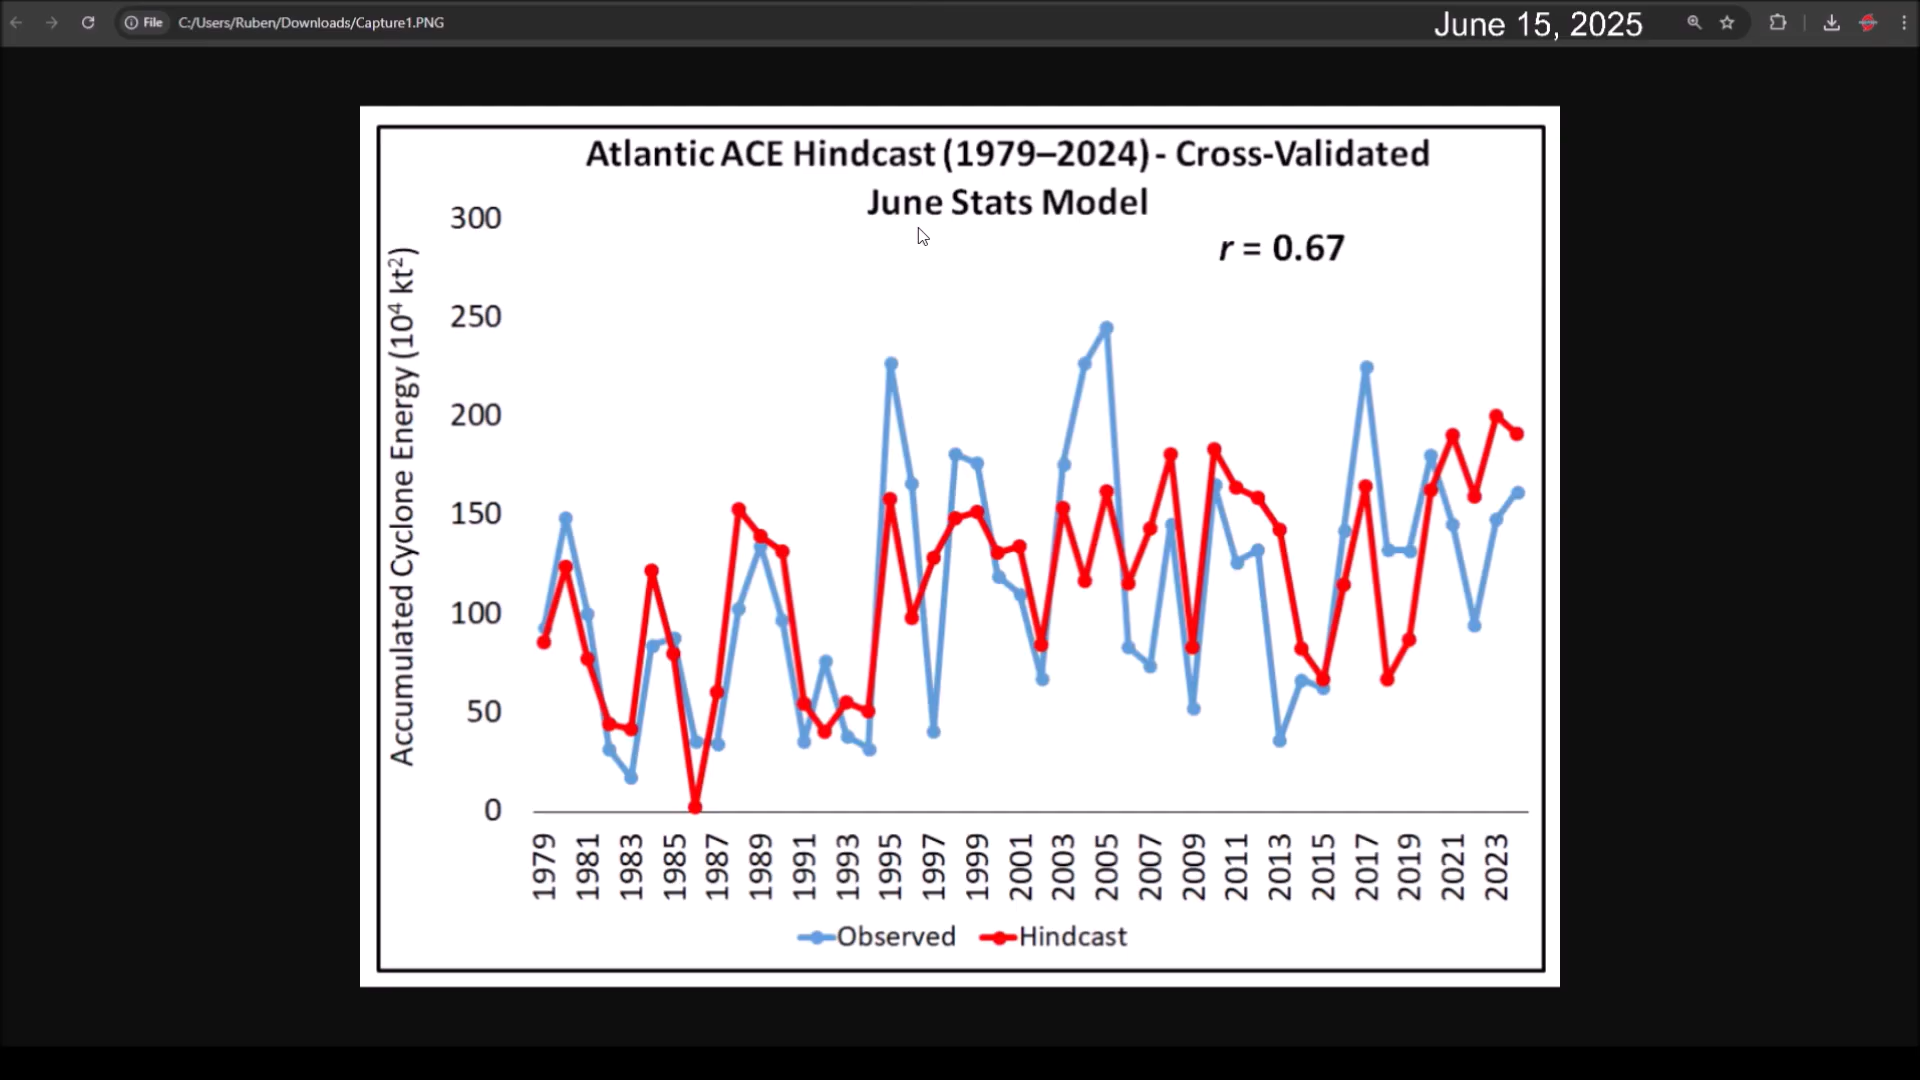 File C:/Users/Ruben/Downloads/Capture1.PNG
June 15, 2025
Atlantic ACE Hindcast (1979–2024) - Cross-Validated
June Stats Model
r = 0.67
Accumulated Cyclone Energy (10⁴ kt²)
300
250
200
150
100
50
0
1979 1981 1983 1985 1987 1989 1991 1993 1995 1997 1999 2001 2003 2005 2007 2009 2011 2013 2015 2017 2019 2021 2023
Observed Hindcast